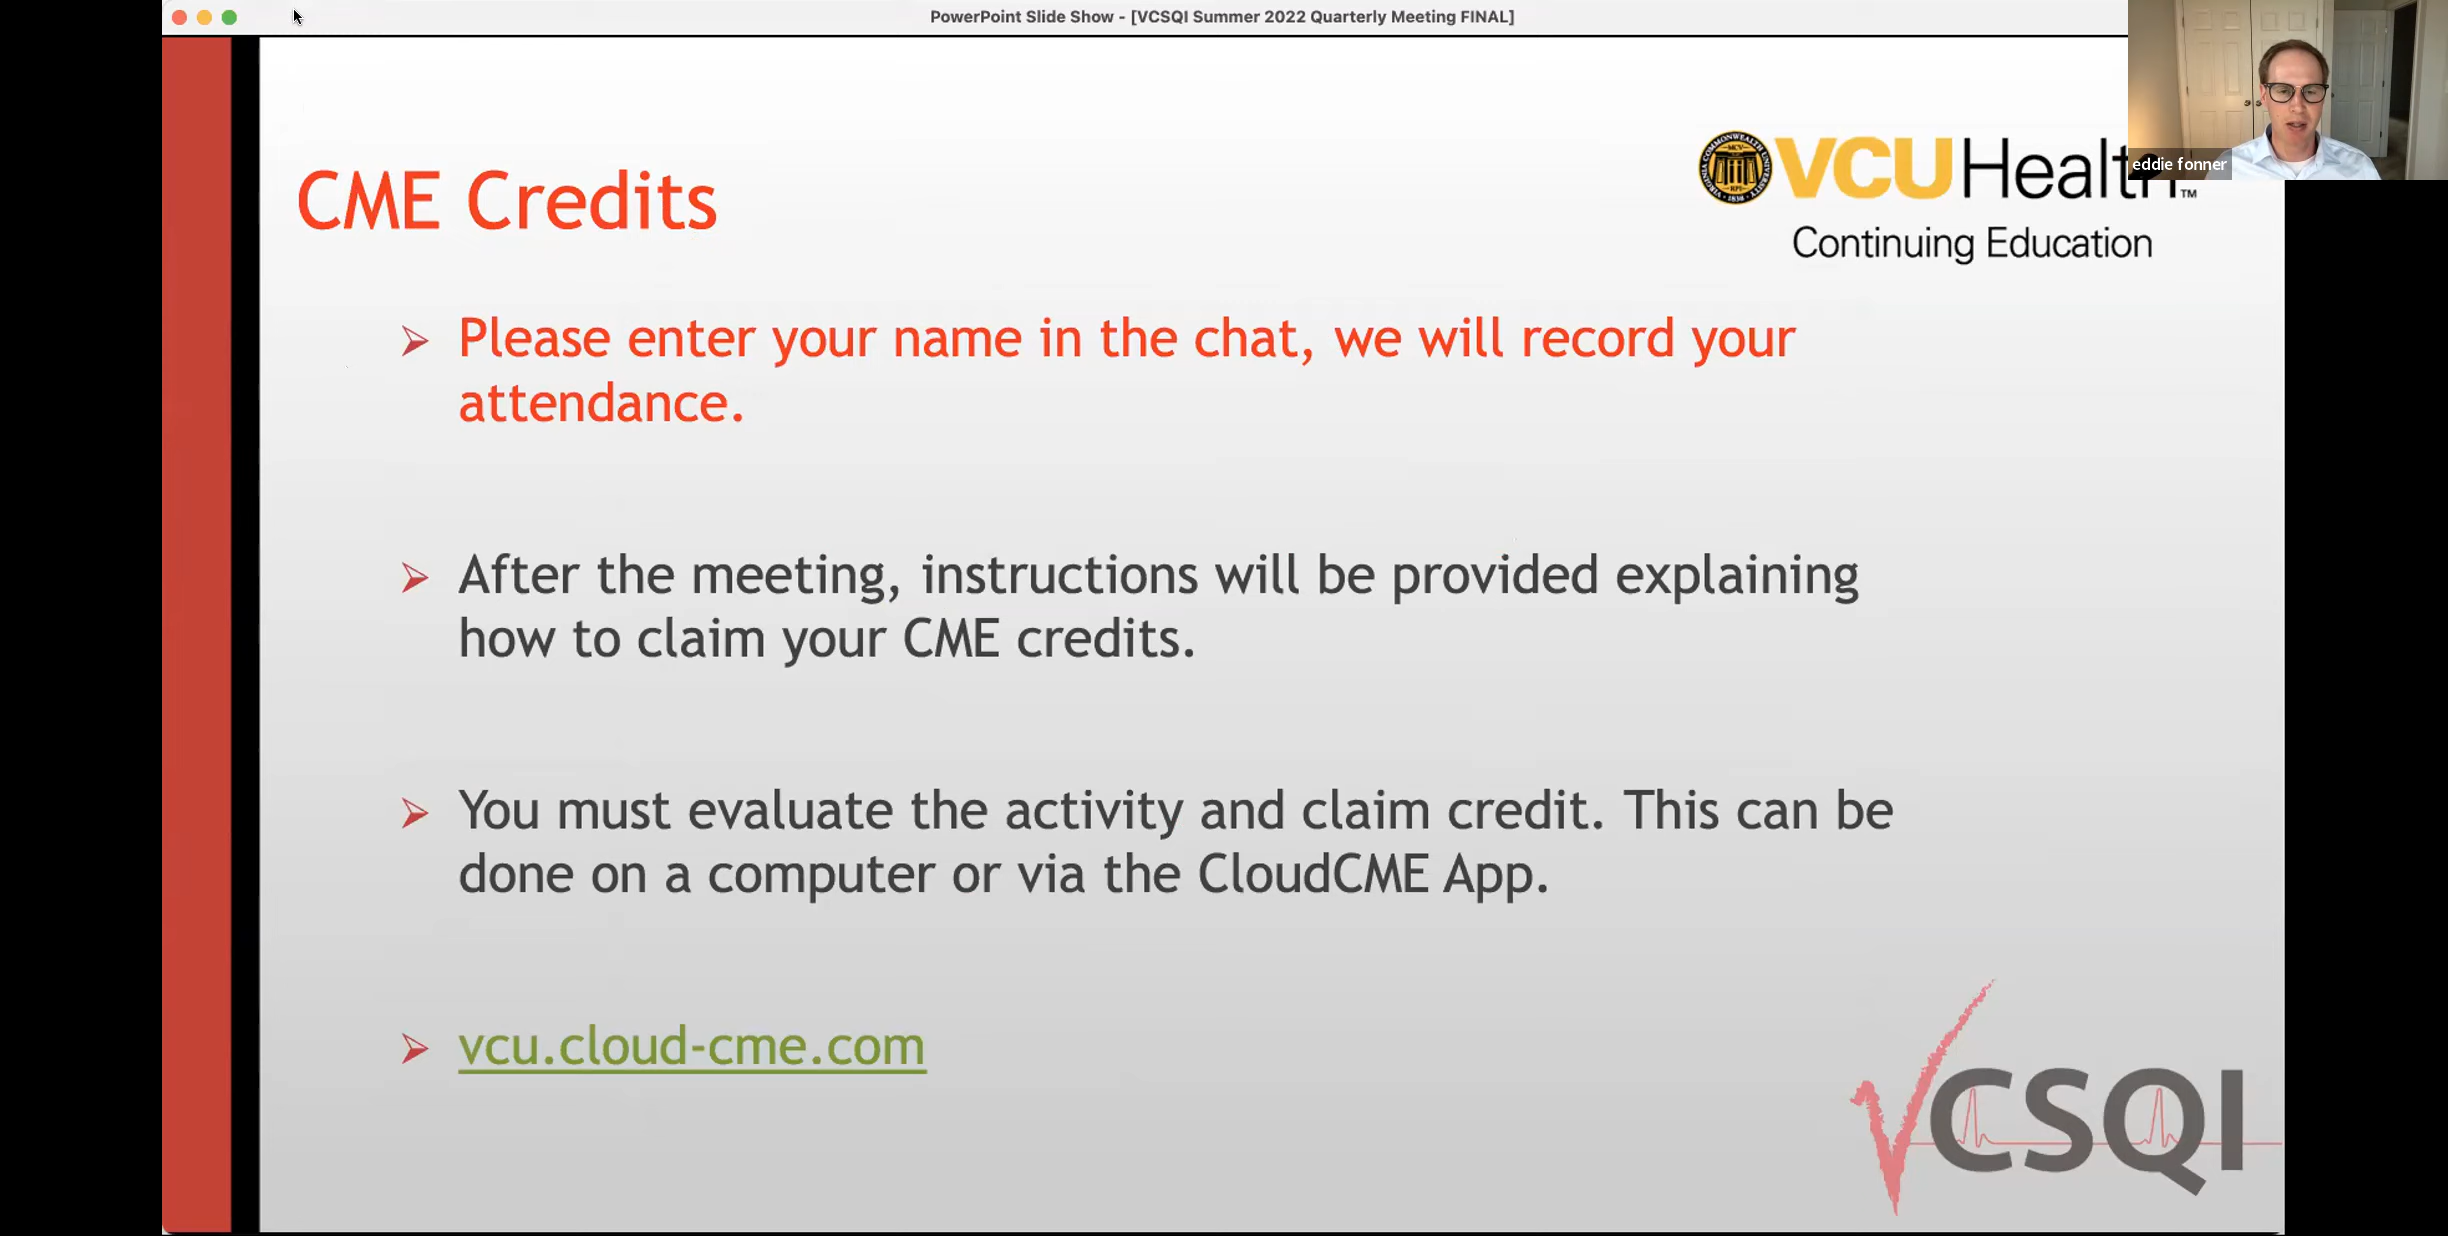 PowerPoint Slide Show - [VCSQI Summer 2022 Quarterly Meeting FINAL]
eddie fonner
VCU Health™
Continuing Education
CME Credits
➢ Please enter your name in the chat, we will record your
attendance.
➢ After the meeting, instructions will be provided explaining
how to claim your CME credits.
➢ You must evaluate the activity and claim credit. This can be
done on a computer or via the CloudCME App.
➢ vcu.cloud-cme.com
VCSQI